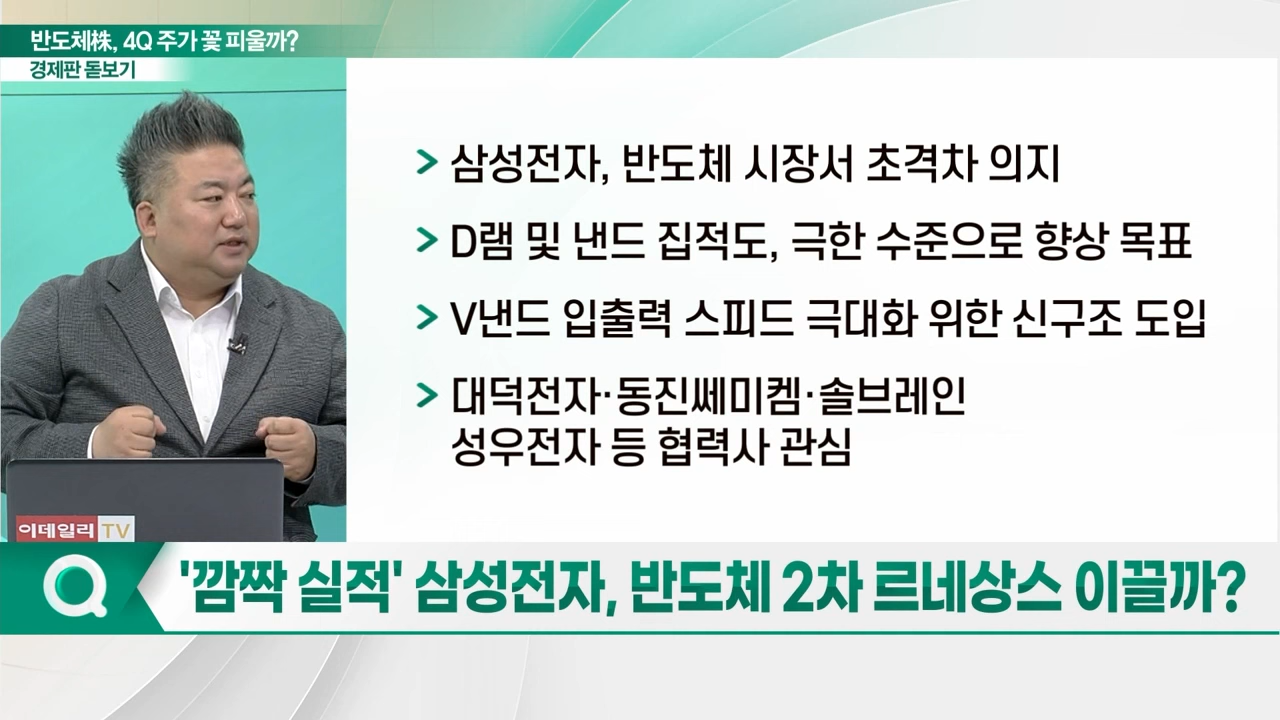 반도체株, 4Q 주가 꽃 피울까?
경제판 돋보기
> 삼성전자, 반도체 시장서 초격차 의지
> D램 및 낸드 집적도, 극한 수준으로 향상 목표
> V낸드 입출력 스피드 극대화 위한 신구조 도입
> 대덕전자·동진쎄미켐·솔브레인
성우전자 등 협력사 관심
이데일리 TV
Q '깜짝 실적' 삼성전자, 반도체 2차 르네상스 이끌까?